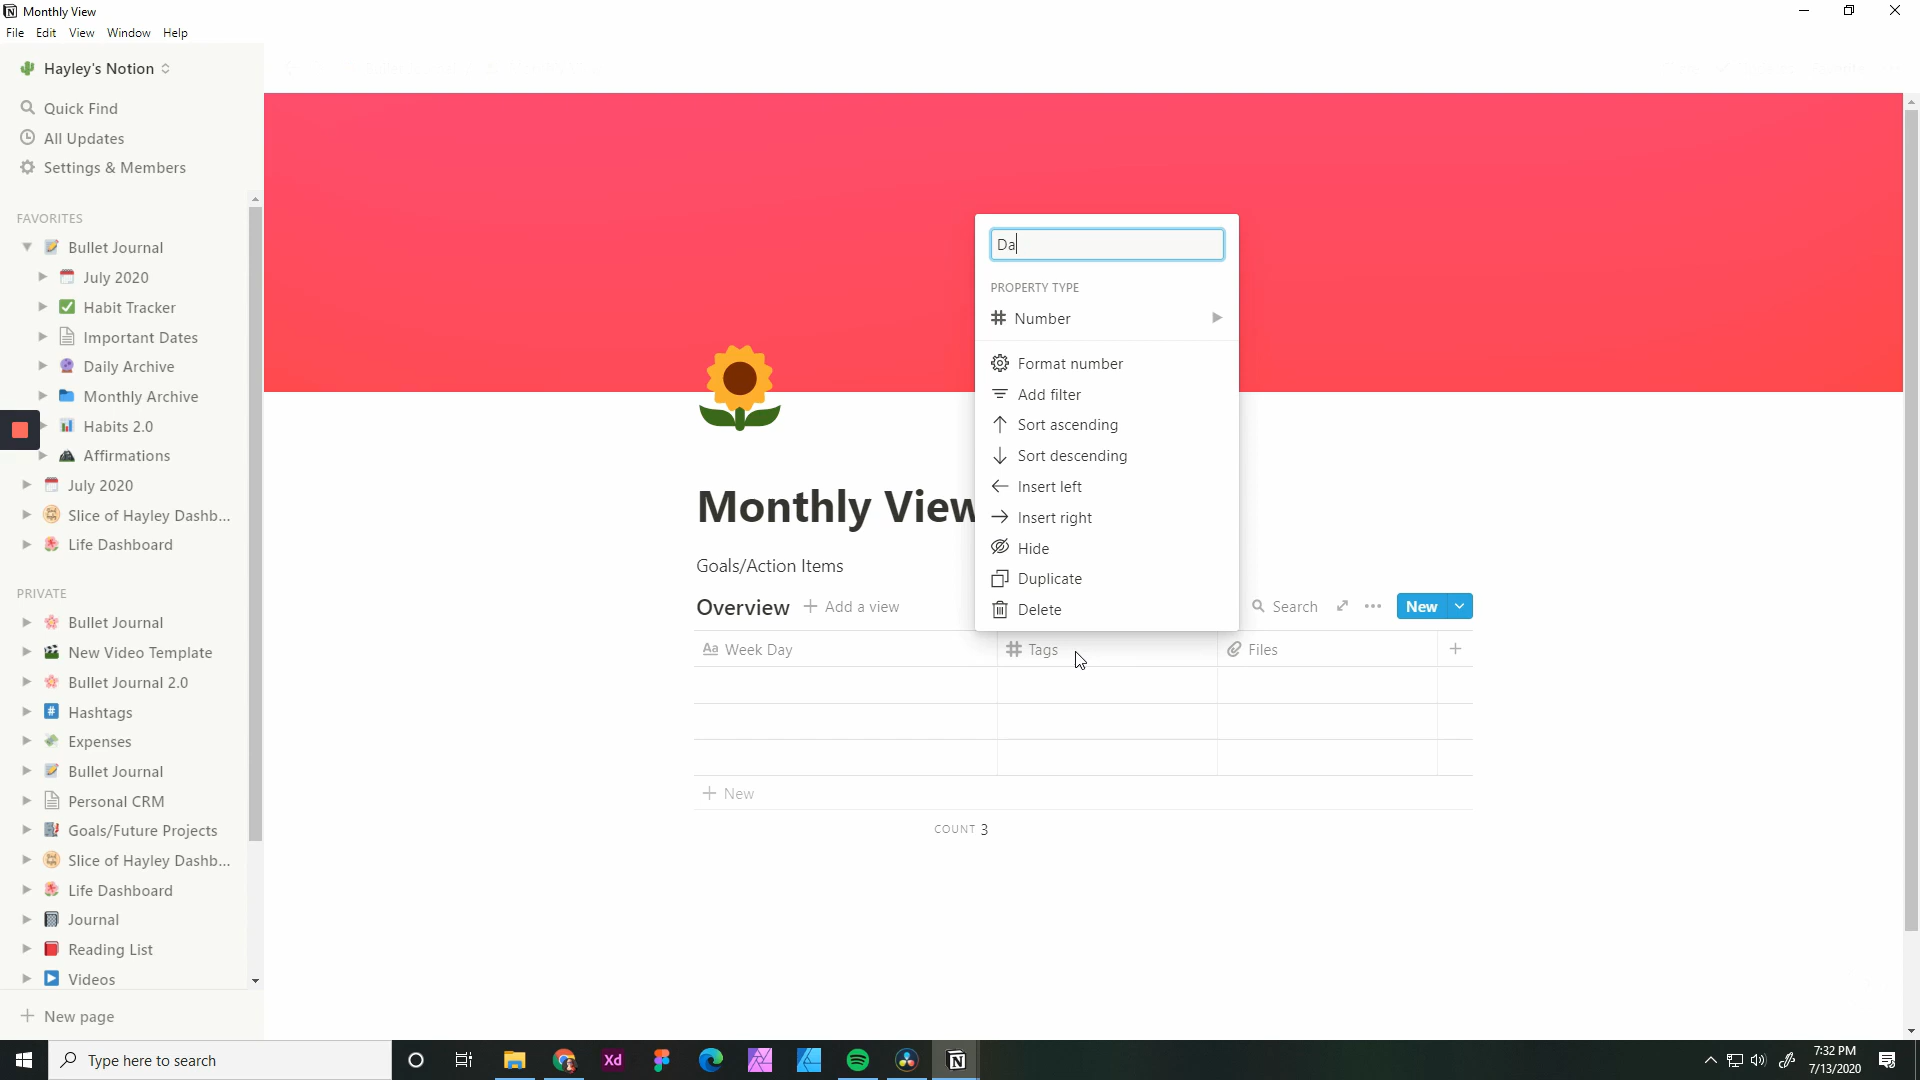 Monthly View
File Edit View Window Help
Hayley's Notion
Quick Find
All Updates
Settings & Members
FAVORITES
Bullet Journal
July 2020
Habit Tracker
Important Dates
Daily Archive
Monthly Archive
Habits 2.0
Affirmations
July 2020
Slice of Hayley Dashb...
Life Dashboard
PRIVATE
Bullet Journal
New Video Template
Bullet Journal 2.0
Hashtags
Expenses
Bullet Journal
Personal CRM
Goals/Future Projects
Slice of Hayley Dashb...
Life Dashboard
Journal
Reading List
Videos
+ New page
Da
PROPERTY TYPE
# Number
Format number
Add filter
Sort ascending
Sort descending
Insert left
Insert right
Hide
Duplicate
Delete
Monthly View
Goals/Action Items
Overview + Add a view Search New
Aa Week Day # Tags Files +
+ New
COUNT 3
Type here to search
Xd
7:32 PM
7/13/2020